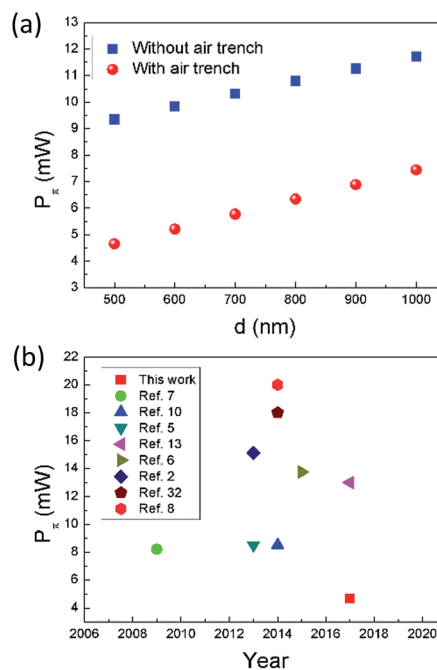 (a)
13
12
11
10
9
8
7
6
5
4
3
P_π (mW)
Without air trench
With air trench
500 600 700 800 900 1000
d (nm)
(b)
22
20
18
16
14
12
10
8
6
4
P_π (mW)
This work
Ref. 7
Ref. 10
Ref. 5
Ref. 13
Ref. 6
Ref. 2
Ref. 32
Ref. 8
2006 2008 2010 2012 2014 2016 2018 2020
Year